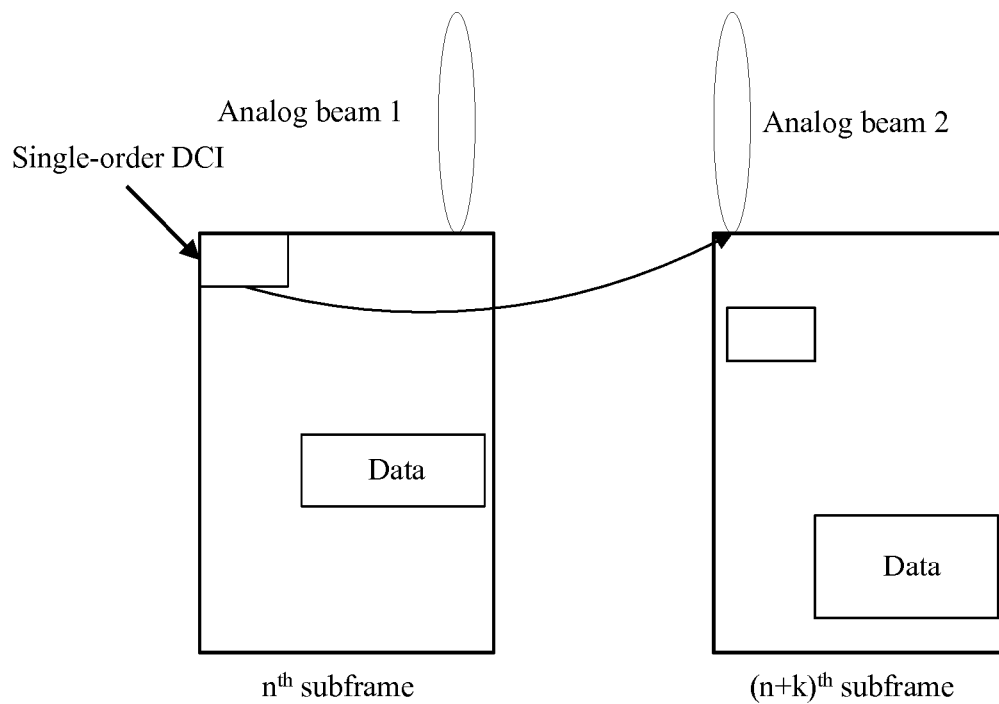 Analog beam 1
Analog beam 2
Single-order DCI
Data
Data
nᵗʰ subframe
(n+k)ᵗʰ subframe